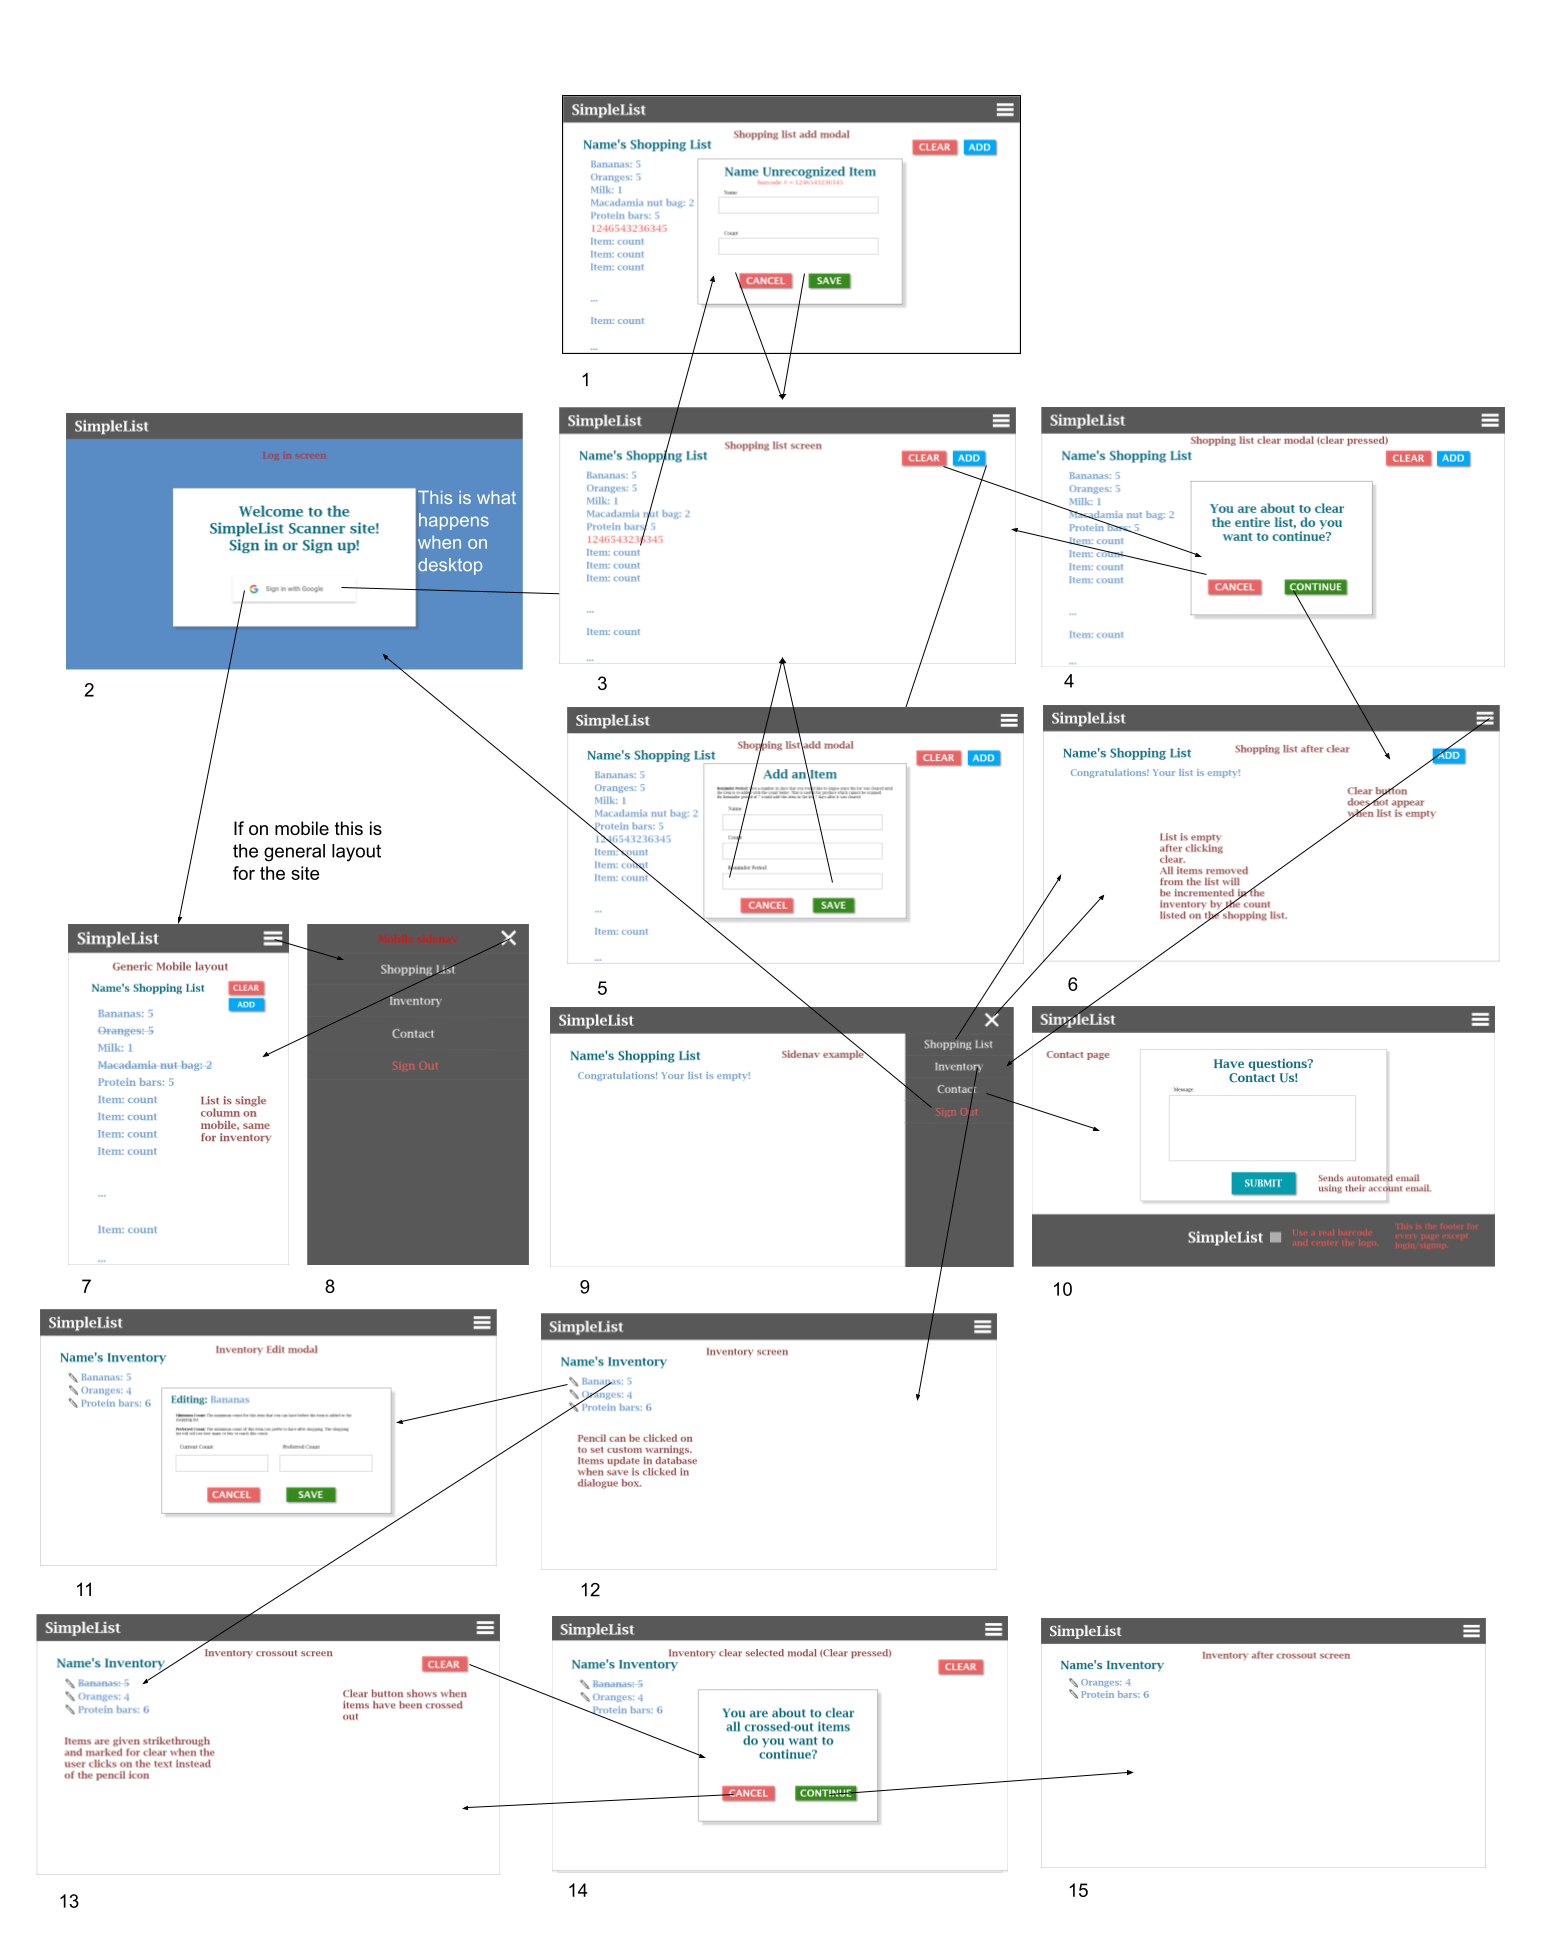 SimpleList
Shopping list add modal
Name's Shopping List
CLEAR ADD
Bananas: 5
Oranges: 5
Milk: 1
Macadamia nut bag: 2
Protein bars: 5
1246543236345
Item: count
Item: count
Item: count
...
Item: count
...
Name Unrecognized Item
barcode # = 1246543236345
Name
Count
CANCEL SAVE
1
SimpleList
Log in screen
Welcome to the
SimpleList Scanner site!
Sign in or Sign up!
Sign in with Google
This is what
happens
when on
desktop
2
SimpleList
Shopping list screen
Name's Shopping List
CLEAR ADD
Bananas: 5
Oranges: 5
Milk: 1
Macadamia nut bag: 2
Protein bars: 5
1246543236345
Item: count
Item: count
Item: count
...
Item: count
...
3
SimpleList
Shopping list clear modal (clear pressed)
Name's Shopping List
CLEAR ADD
Bananas: 5
Oranges: 5
Milk: 1
Macadamia nut bag: 2
Protein bars: 5
Item: count
Item: count
Item: count
Item: count
...
Item: count
...
You are about to clear
the entire list, do you
want to continue?
CANCEL CONTINUE
4
SimpleList
Shopping list add modal
Name's Shopping List
CLEAR ADD
Bananas: 5
Oranges: 5
Milk: 1
Macadamia nut bag: 2
Protein bars: 5
1246543236345
Item: count
Item: count
Item: count
...
Item: count
...
Add an Item
Name
Count
Reminder Period
CANCEL SAVE
5
SimpleList
Name's Shopping List
Shopping list after clear
ADD
Congratulations! Your list is empty!
Clear button
does not appear
when list is empty
List is empty
after clicking
clear.
All items removed
from the list will
be incremented in the
inventory by the count
listed on the shopping list.
6
If on mobile this is
the general layout
for the site
SimpleList
Generic Mobile layout
Name's Shopping List
CLEAR
ADD
Bananas: 5
Oranges: 5
Milk: 1
Macadamia nut bag: 2
Protein bars: 5
Item: count
Item: count
Item: count
Item: count
...
Item: count
...
List is single
column on
mobile, same
for inventory
7
Mobile sidenav
Shopping List
Inventory
Contact
Sign Out
8
SimpleList
Name's Shopping List
Sidenav example
Congratulations! Your list is empty!
Shopping List
Inventory
Contact
Sign Out
9
SimpleList
Contact page
Have questions?
Contact Us!
Message
SUBMIT
Sends automated email
using their account email.
SimpleList
Use a real barcode
and center the logo.
This is the footer for
every page except
login/signup.
10
SimpleList
Inventory Edit modal
Name's Inventory
Bananas: 5
Oranges: 4
Protein bars: 6
Editing: Bananas
Current Count
Preferred Count
CANCEL SAVE
11
SimpleList
Inventory screen
Name's Inventory
Bananas: 5
Oranges: 4
Protein bars: 6
Pencil can be clicked on
to set custom warnings.
Items update in database
when save is clicked in
dialogue box.
12
SimpleList
Inventory crossout screen
Name's Inventory
CLEAR
Bananas: 5
Oranges: 4
Protein bars: 6
Clear button shows when
items have been crossed
out
Items are given strikethrough
and marked for clear when the
user clicks on the text instead
of the pencil icon
13
SimpleList
Inventory clear selected modal (Clear pressed)
Name's Inventory
CLEAR
Bananas: 5
Oranges: 4
Protein bars: 6
You are about to clear
all crossed-out items
do you want to
continue?
CANCEL CONTINUE
14
SimpleList
Inventory after crossout screen
Name's Inventory
Oranges: 4
Protein bars: 6
15